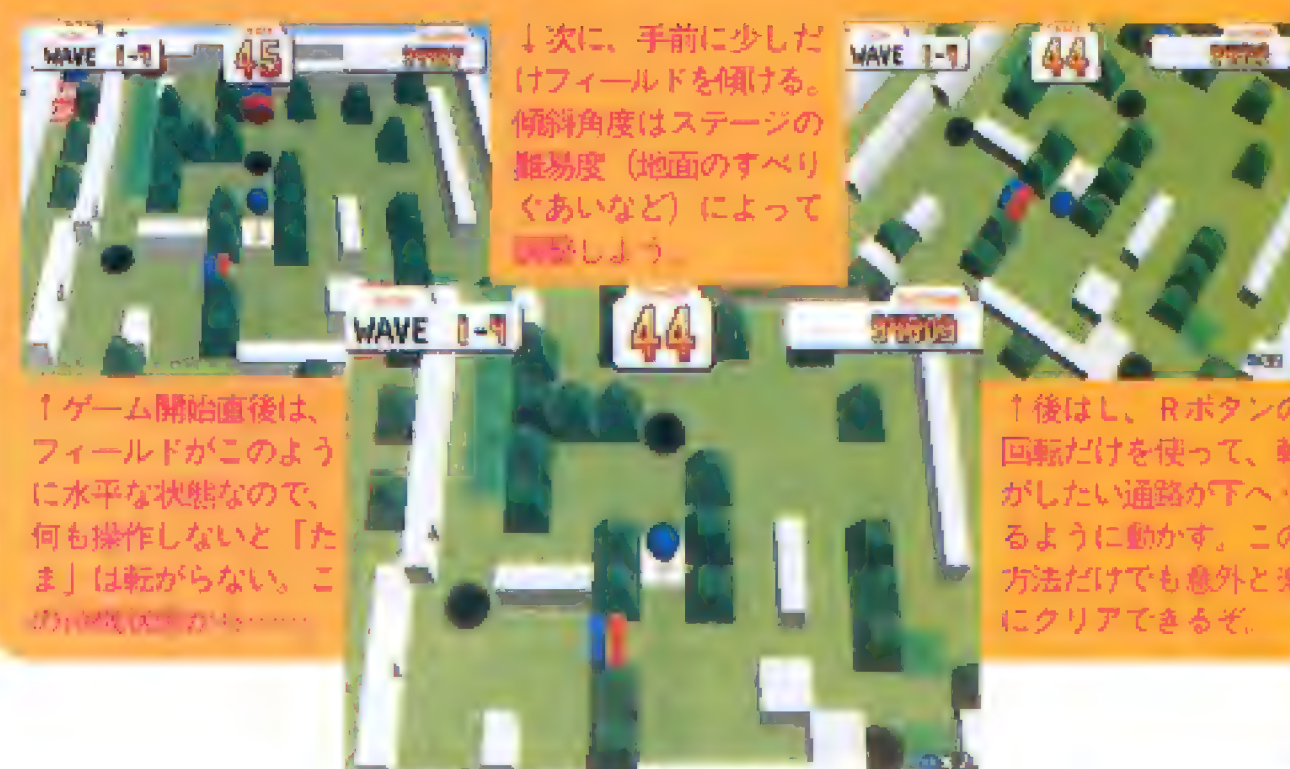 WAVE 1-1
45
↓次に、手前に少しだ
けフィールドを傾ける。
傾斜角度はステージの
難易度（地面のすべり
ぐあいなど）によって
しよう。
WAVE 1-1
44
WAVE 1-1
44
↑ゲーム開始直後は、
フィールドがこのよう
に水平な状態なので、
何も操作しないと「た
ま」は転がらない。こ
↑後はL、Rボタンの
回転だけを使って、転
がしたい通路が下へ
るように動かす。この
方法だけでも意外と楽
にクリアできるぞ。